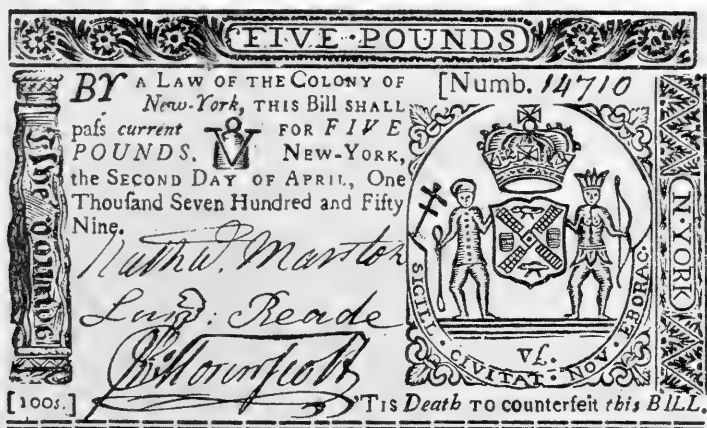 FIVE·POUNDS
BY A LAW OF THE COLONY OF
New-York, THIS Bill SHALL
paſs current V FOR FIVE
POUNDS. NEW-YORK,
the SECOND DAY OF APRIL, One
Thouſand Seven Hundred and Fifty
Nine.
[Numb. 14710
Marston
Reade
[100s.]
Five Pounds
SIGILL · CIVITAT · NOV · EBORAC ·
V£.
N·YORK
'TIS Death TO counterfeit this BILL.